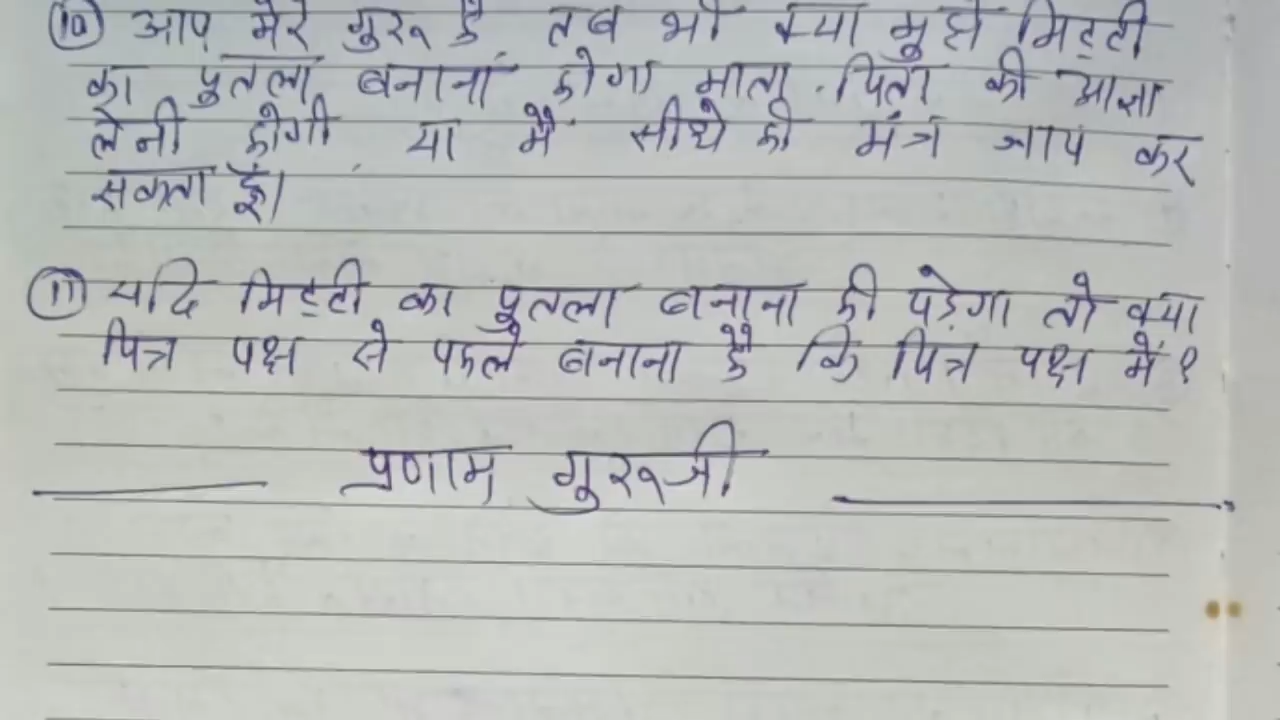 ⑩ आप मेरे गुरू है तब भी क्या मुझे मिट्टी
का पुतला बनाना होगा माता पिता की आज्ञा
लेनी होगी या मैं सीधे ही मंत्र जाप कर
सकता हूँ।
⑪ यदि मिट्टी का पुतला बनाना ही पड़ेगा तो क्या
पित्र पक्ष से पहले बनाना है कि पित्र पक्ष में?
प्रणाम गुरूजी